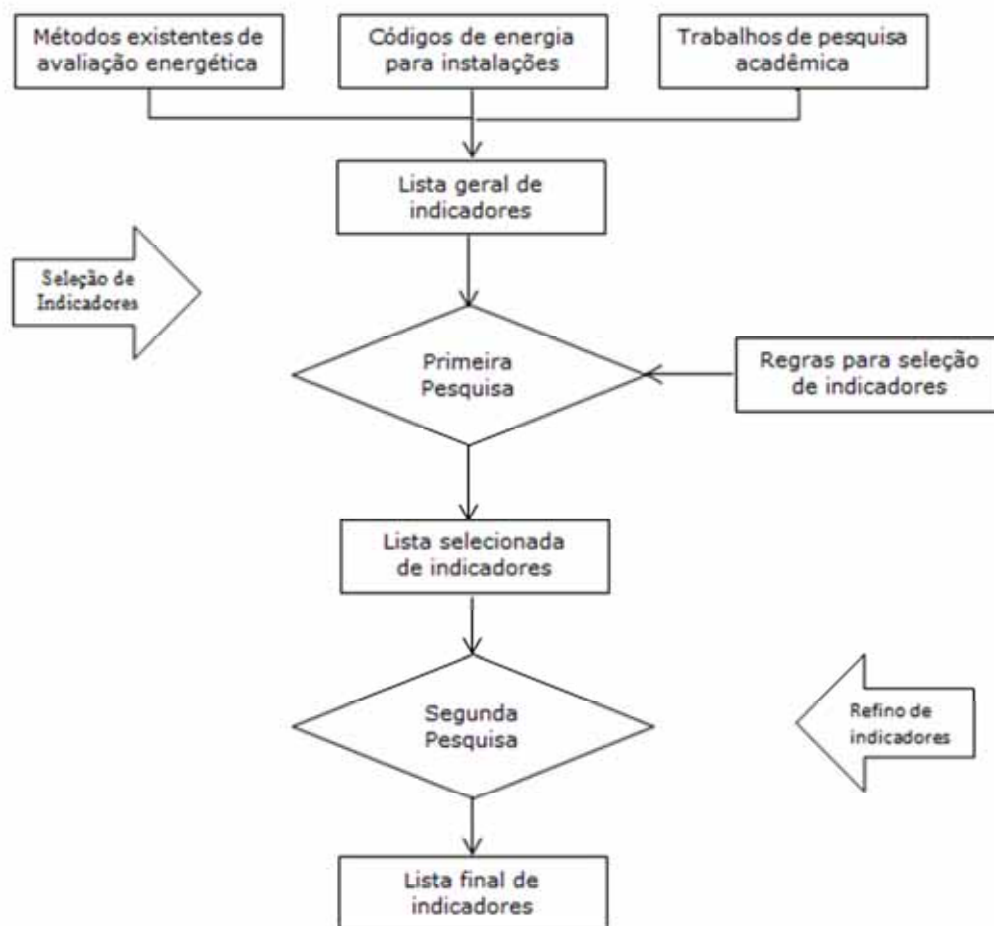 Métodos existentes de
avaliação energética
Códigos de energia
para instalações
Trabalhos de pesquisa
acadêmica
Lista geral de
indicadores
Seleção de
Indicadores
Primeira
Pesquisa
Regras para seleção
de indicadores
Lista selecionada
de indicadores
Segunda
Pesquisa
Refino de
indicadores
Lista final de
indicadores